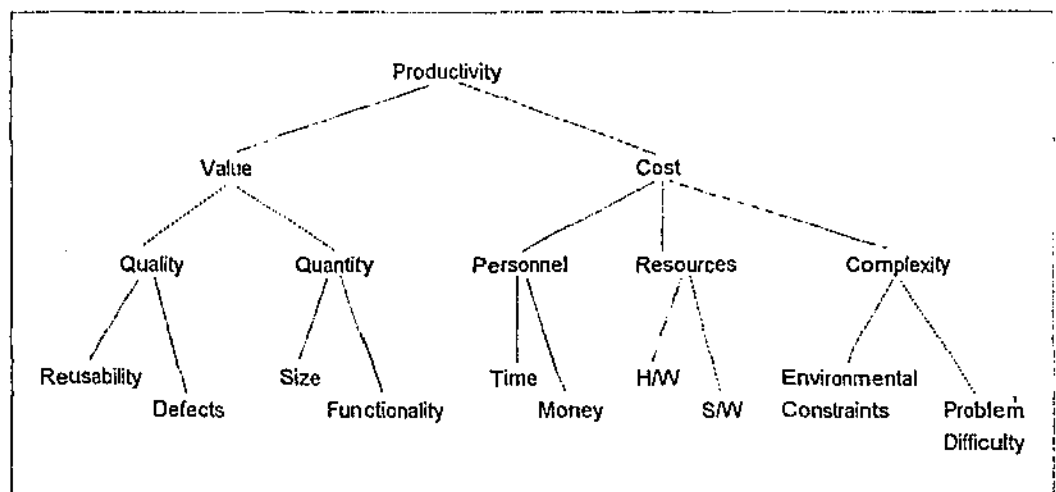 Productivity
Value Cost
Quality Quantity Personnel Resources Complexity
Reusability Size Time H/W Environmental
Defects Functionality Money S/W Constraints Problem
Difficulty